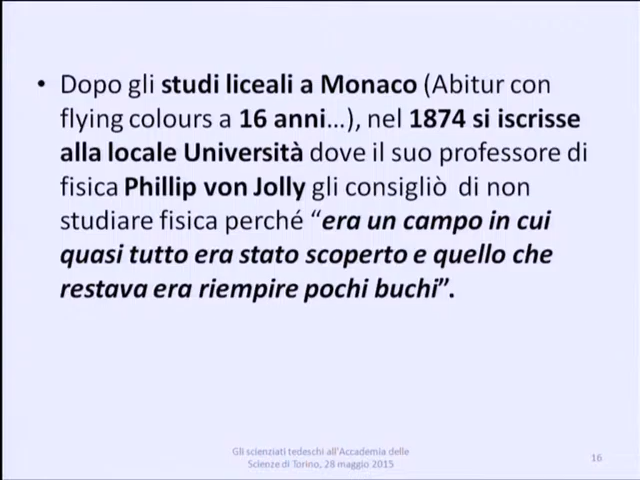 • Dopo gli studi liceali a Monaco (Abitur con
flying colours a 16 anni…), nel 1874 si iscrisse
alla locale Università dove il suo professore di
fisica Phillip von Jolly gli consigliò di non
studiare fisica perché “era un campo in cui
quasi tutto era stato scoperto e quello che
restava era riempire pochi buchi”.
Gli scienziati tedeschi all'Accademia delle
Scienze di Torino, 28 maggio 2015
16